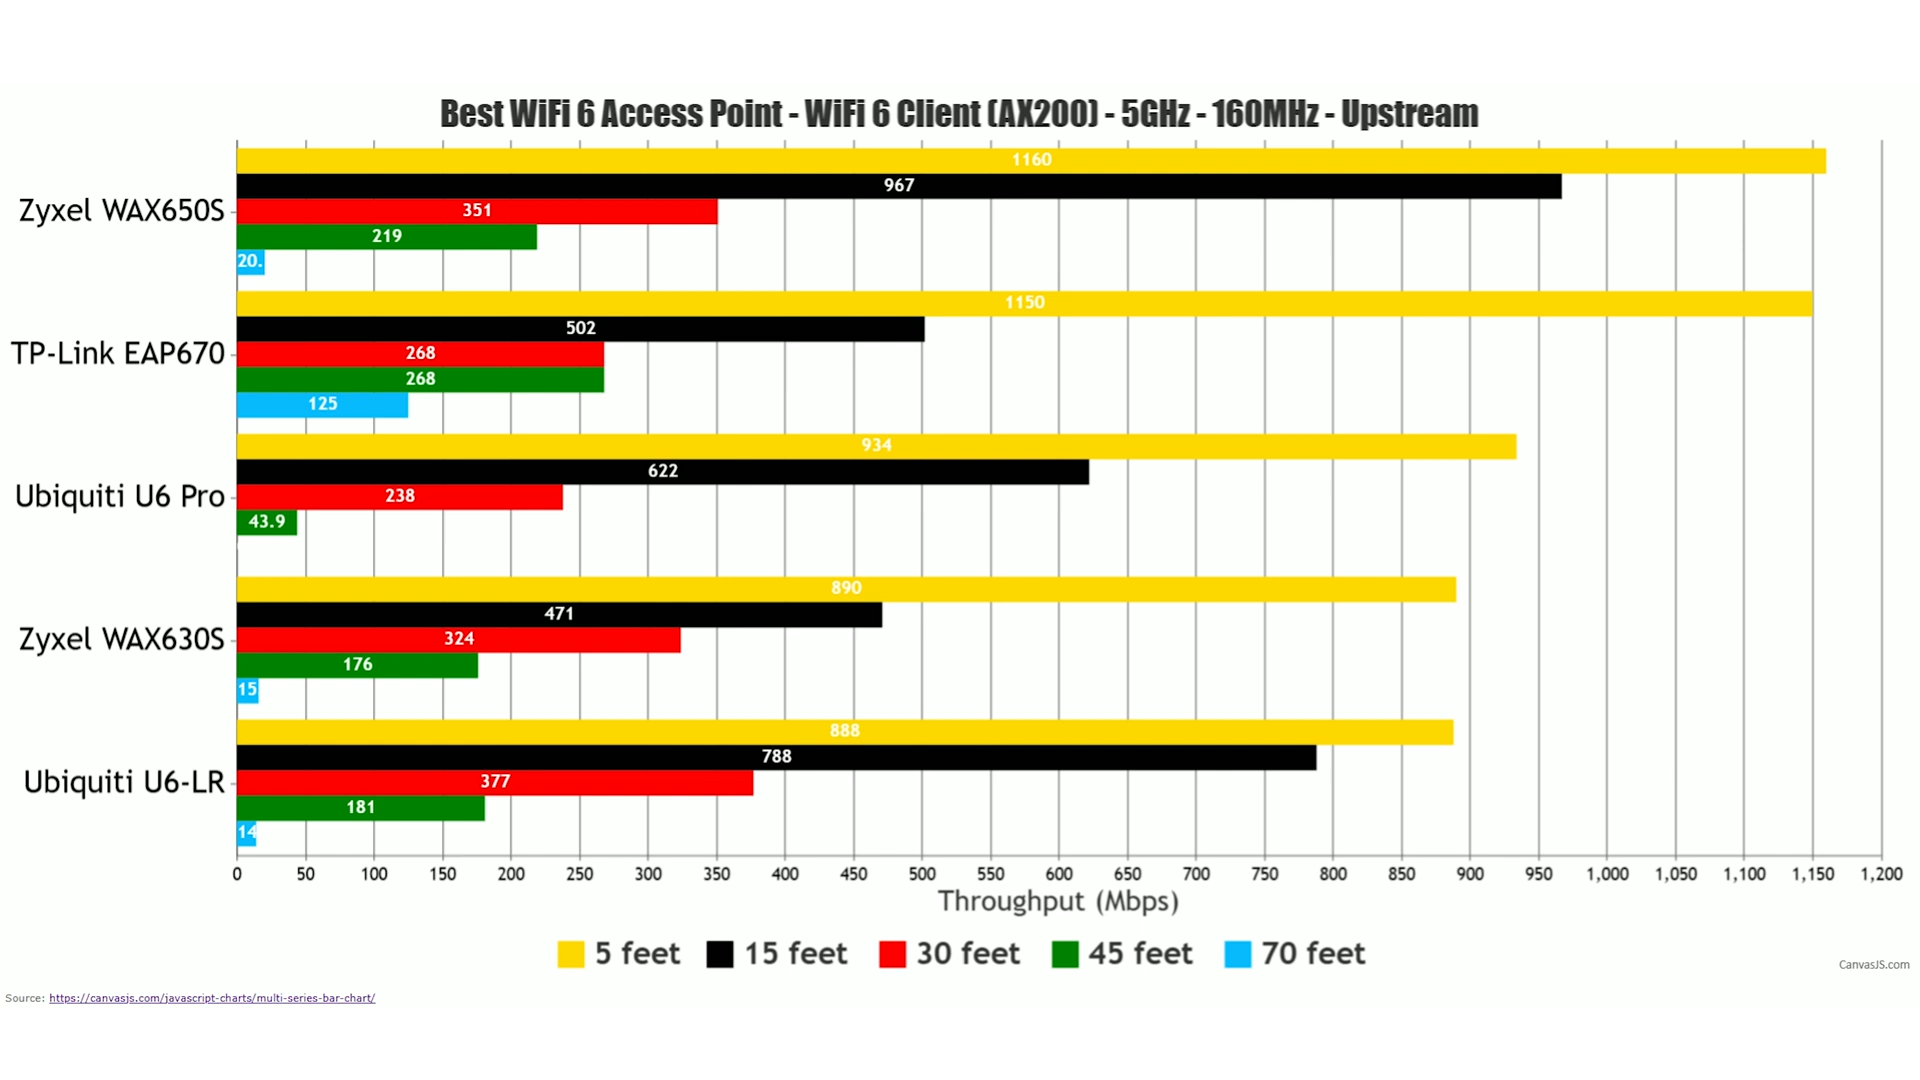 Best WiFi 6 Access Point - WiFi 6 Client (AX200) - 5GHz - 160MHz - Upstream
Zyxel WAX650S
1160
967
351
219
20.
TP-Link EAP670
1150
502
268
268
125
Ubiquiti U6 Pro
934
622
238
43.9
Zyxel WAX630S
890
471
324
176
15
Ubiquiti U6-LR
888
788
377
181
14
0 50 100 150 200 250 300 350 400 450 500 550 600 650 700 750 800 850 900 950 1,000 1,050 1,100 1,150 1,200
Throughput (Mbps)
5 feet 15 feet 30 feet 45 feet 70 feet
CanvasJS.com
Source: https://canvasjs.com/javascript-charts/multi-series-bar-chart/